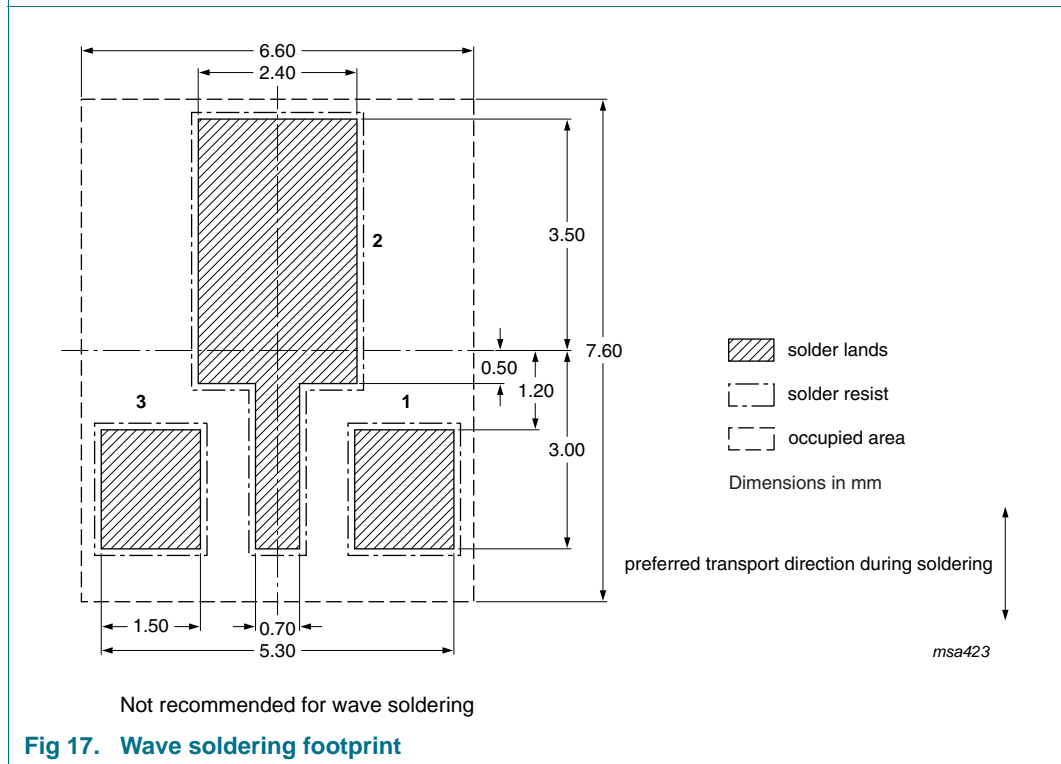 6.60
2.40
2
3.50
7.60
0.50
1.20
3
1
3.00
solder lands
solder resist
occupied area
Dimensions in mm
preferred transport direction during soldering
1.50
0.70
5.30
msa423
Not recommended for wave soldering
Fig 17. Wave soldering footprint